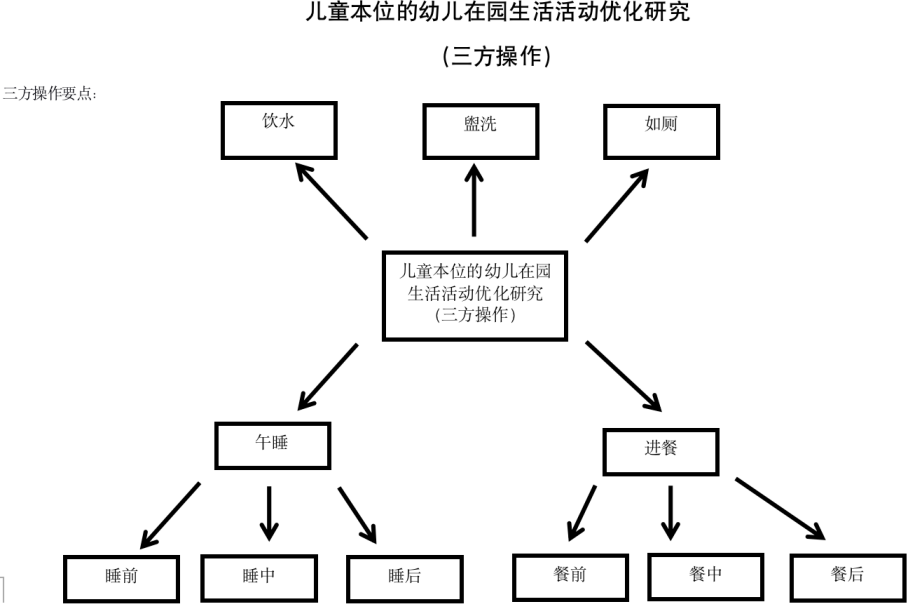 儿童本位的幼儿在园生活活动优化研究
(三方操作)
三方操作要点:
饮水
盥洗
如厕
儿童本位的幼儿在园
生活活动优化研究
(三方操作)
午睡
进餐
睡前
睡中
睡后
餐前
餐中
餐后